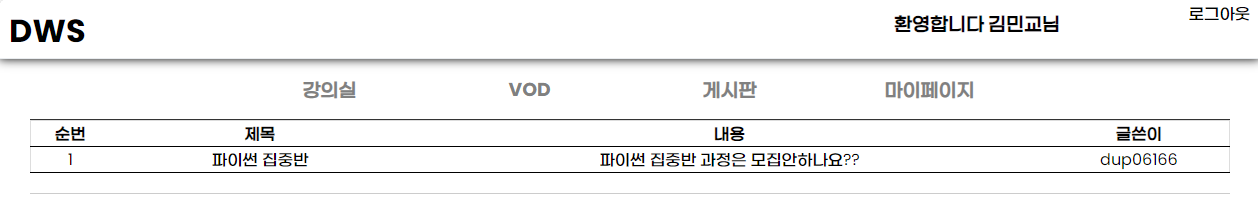 DWS 환영합니다 김민교님 로그아웃
강의실 VOD 게시판 마이페이지
순번 제목 내용 글쓴이
1 파이썬 집중반 파이썬 집중반 과정은 모집안하나요?? dup06166